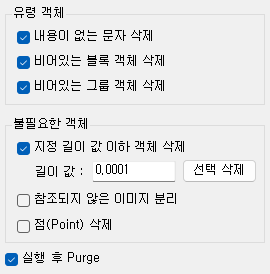 유령 객체
내용이 없는 문자 삭제
비어있는 블록 객체 삭제
비어있는 그룹 객체 삭제
불필요한 객체
지정 길이 값 이하 객체 삭제
길이 값 : 0,0001 선택 삭제
참조되지 않은 이미지 분리
점(Point) 삭제
실행 후 Purge